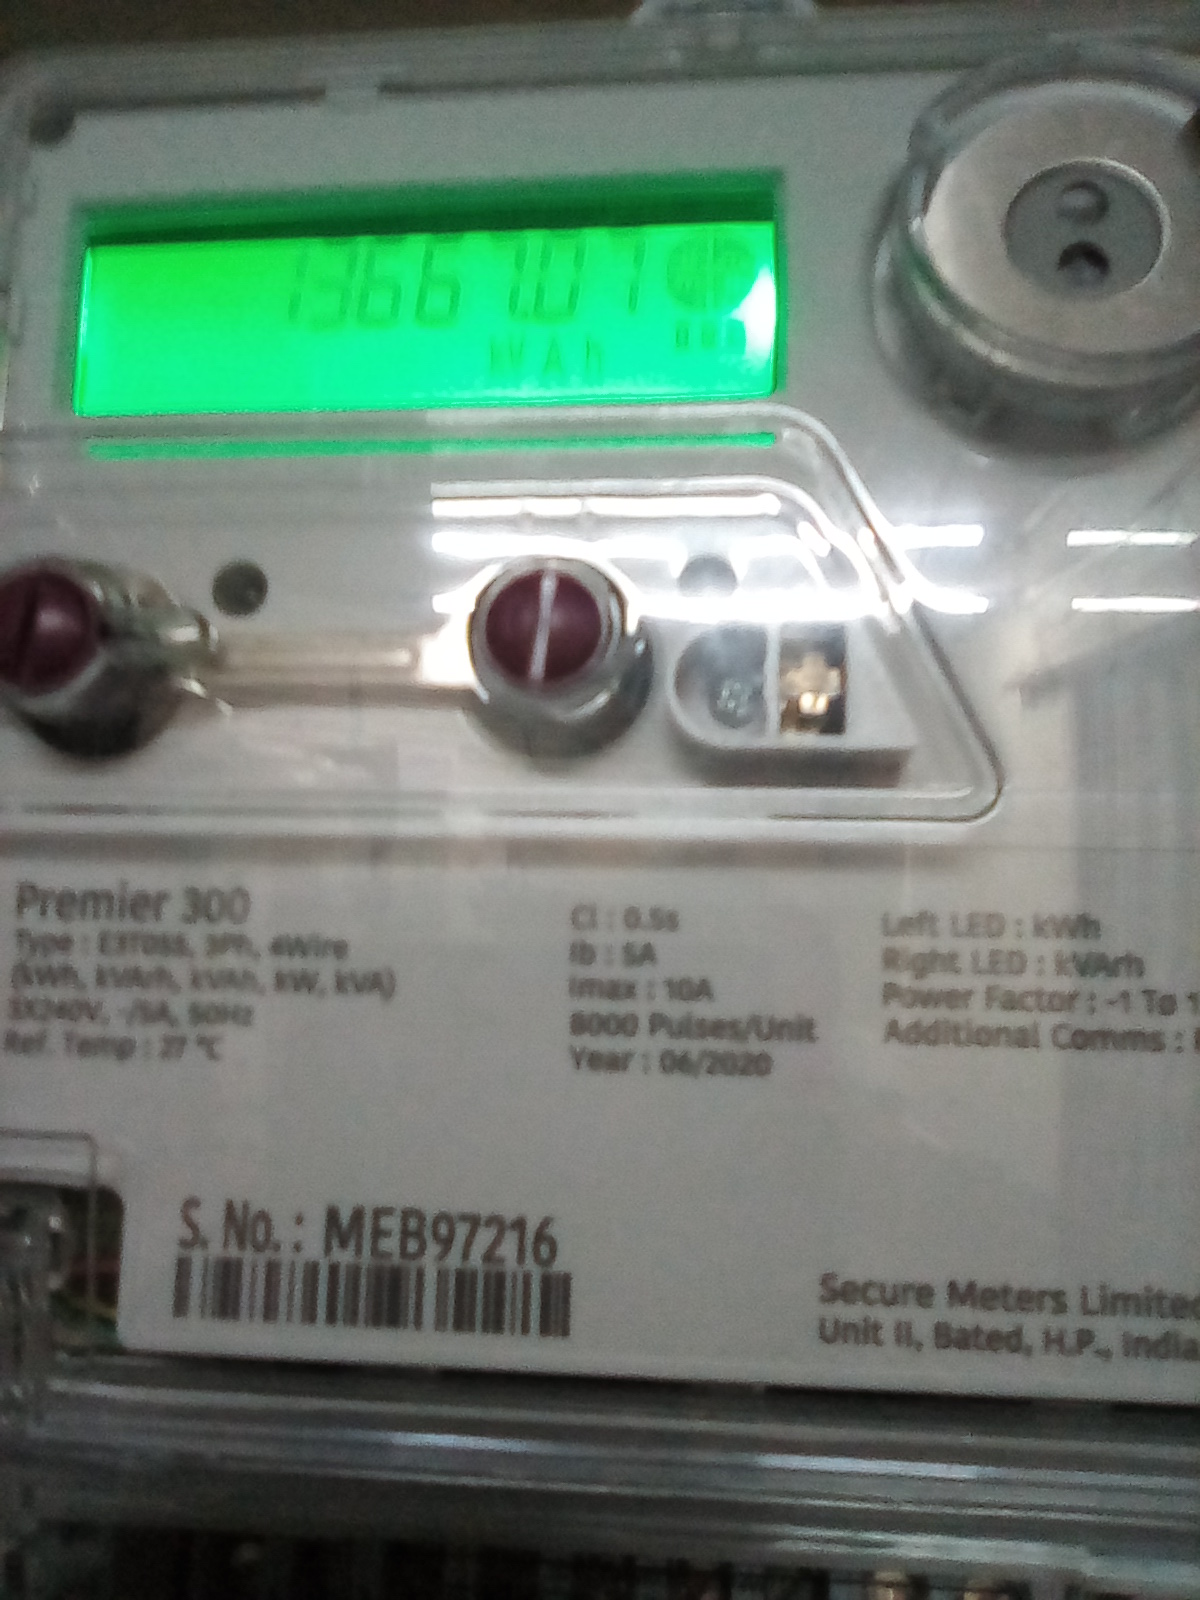 kVAh
Premier 300
Type : E3T055, 3Ph, 4Wire
(kWh, kVArh, kVAh, kW, kVA)
3X240V, -/5A, 50Hz
Ref. Temp : 27 °C
Cl : 0.5s
Ib : 5A
Imax : 10A
8000 Pulses/Unit
Year : 06/2020
Left LED : kWh
Right LED : kVArh
Power Factor : -1 To 1
Additional Comms :
S. No. : MEB97216
Secure Meters Limited
Unit II, Bated, H.P., India